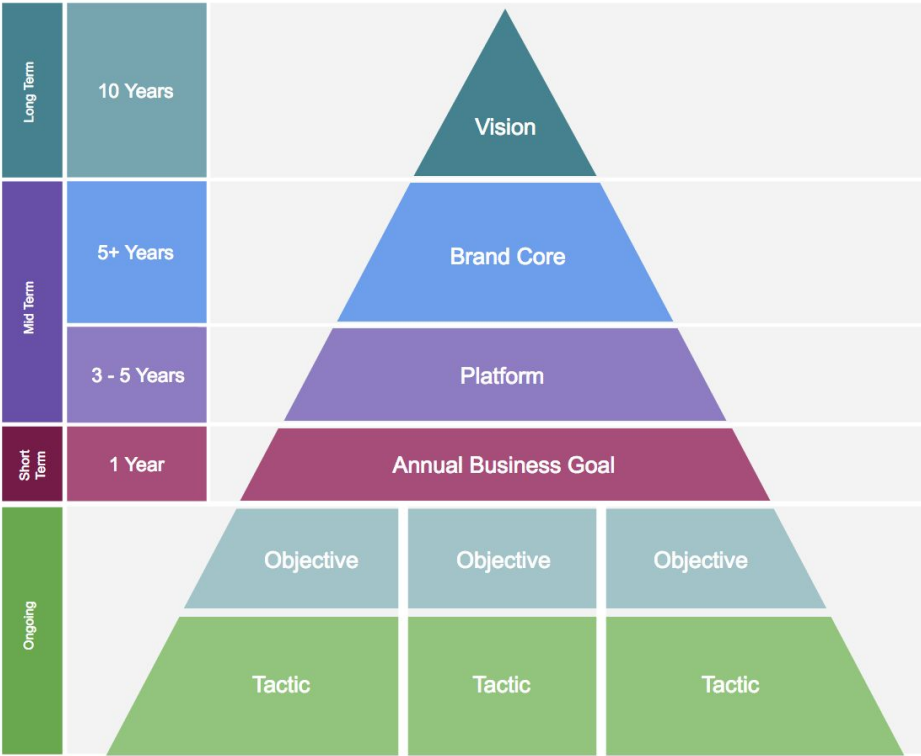 Long Term
10 Years
Vision
Mid Term
5+ Years
Brand Core
3 - 5 Years
Platform
Short
Term
1 Year
Annual Business Goal
Ongoing
Objective
Objective
Objective
Tactic
Tactic
Tactic